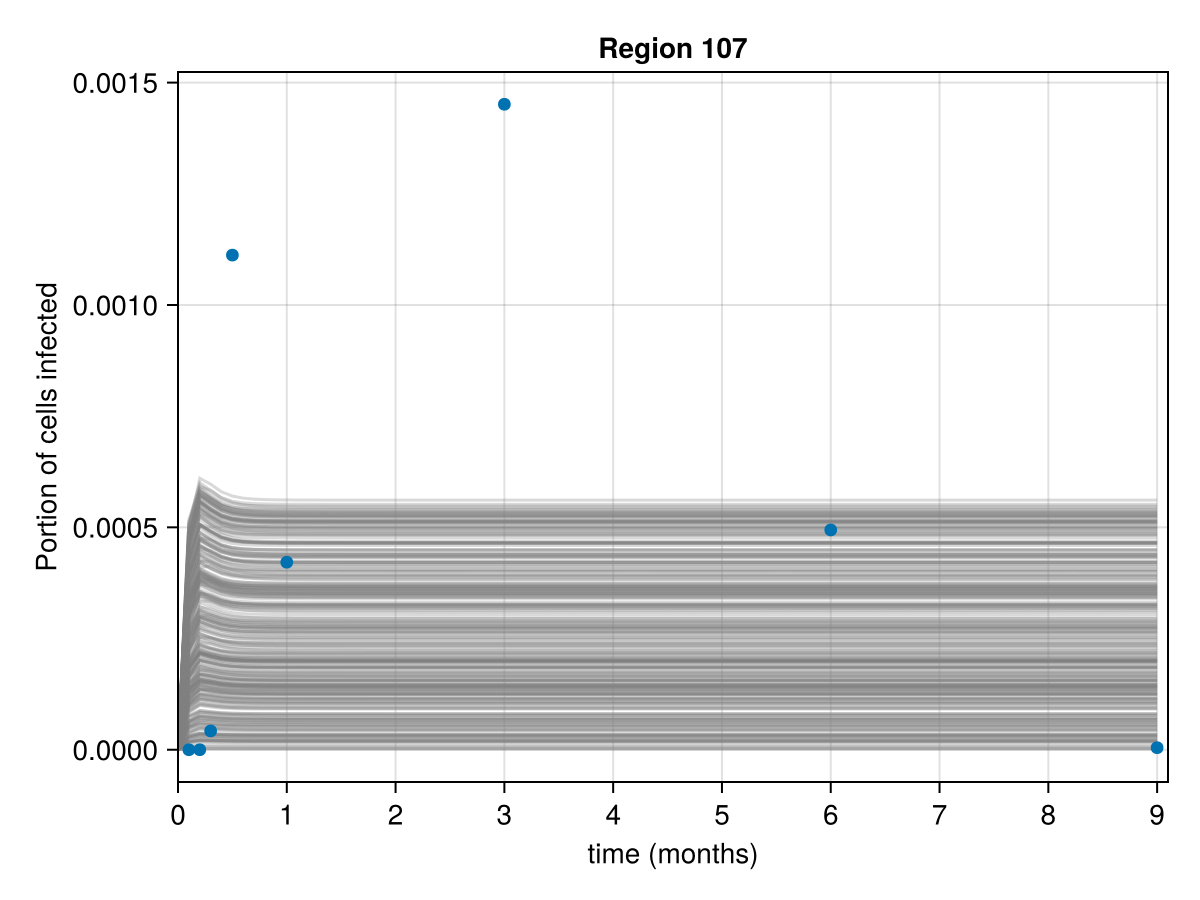 Region 107
0.0015
0.0010
0.0005
0.0000
Portion of cells infected
0 1 2 3 4 5 6 7 8 9
time (months)